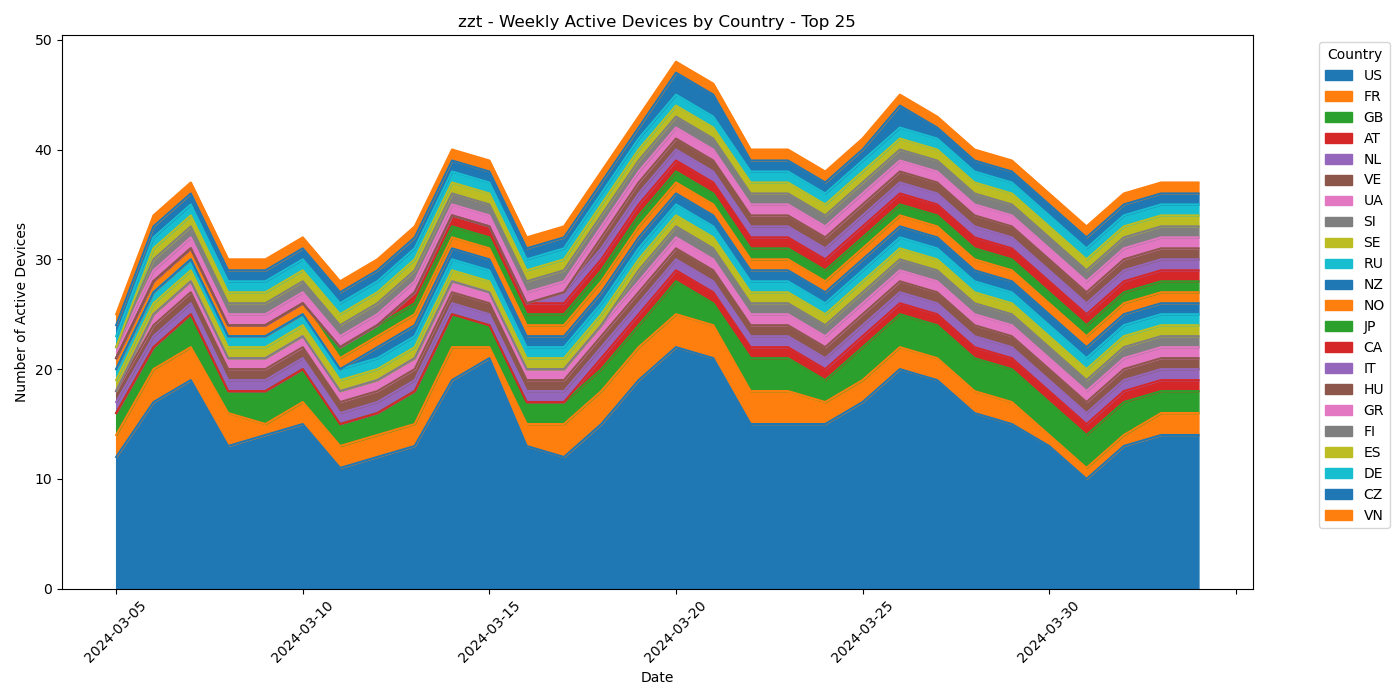 zzt - Weekly Active Devices by Country - Top 25
Number of Active Devices
50
40
30
20
10
0
2024-03-05
2024-03-10
2024-03-15
2024-03-20
2024-03-25
2024-03-30
Date
Country
US
FR
GB
AT
NL
VE
UA
SI
SE
RU
NZ
NO
JP
CA
IT
HU
GR
FI
ES
DE
CZ
VN